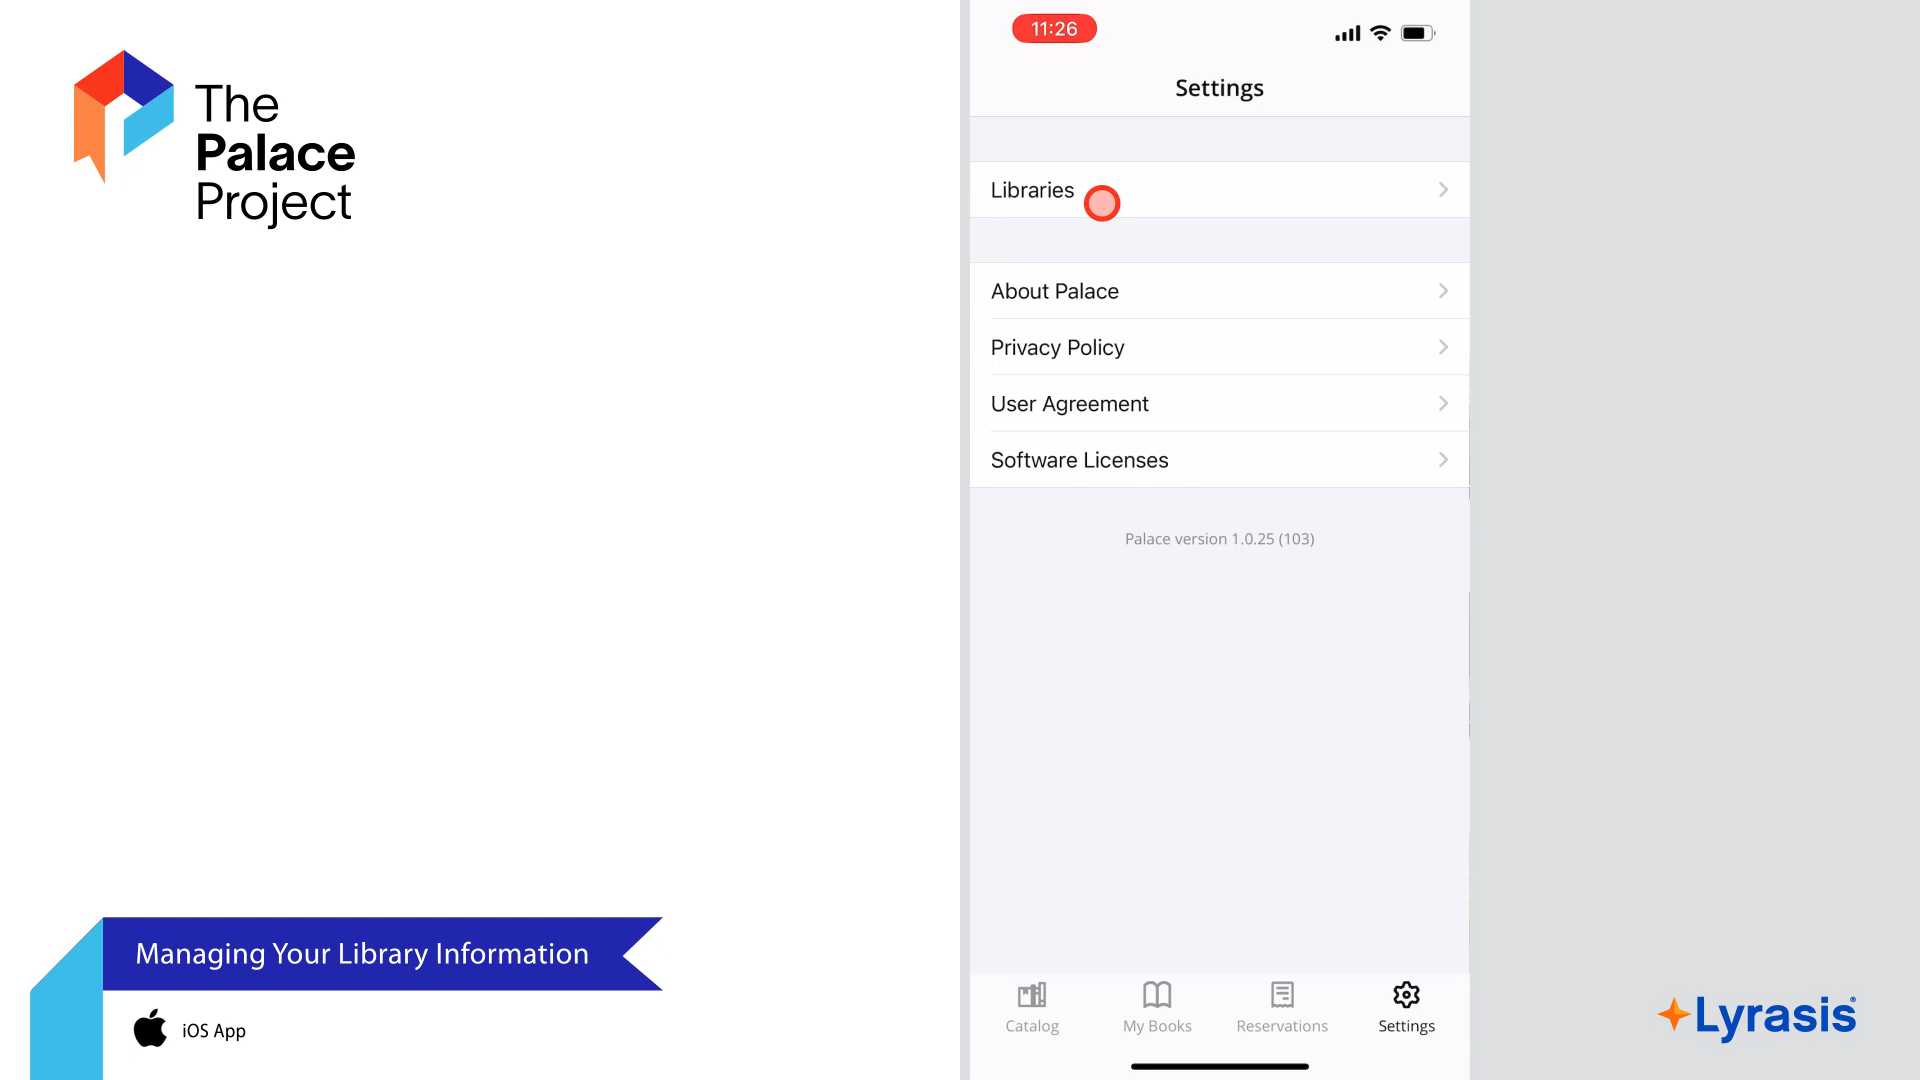 The
Palace
Project
Managing Your Library Information
iOS App
11:26
Settings
Libraries
About Palace
Privacy Policy
User Agreement
Software Licenses
Palace version 1.0.25 (103)
Catalog
My Books
Reservations
Settings
Lyrasis®